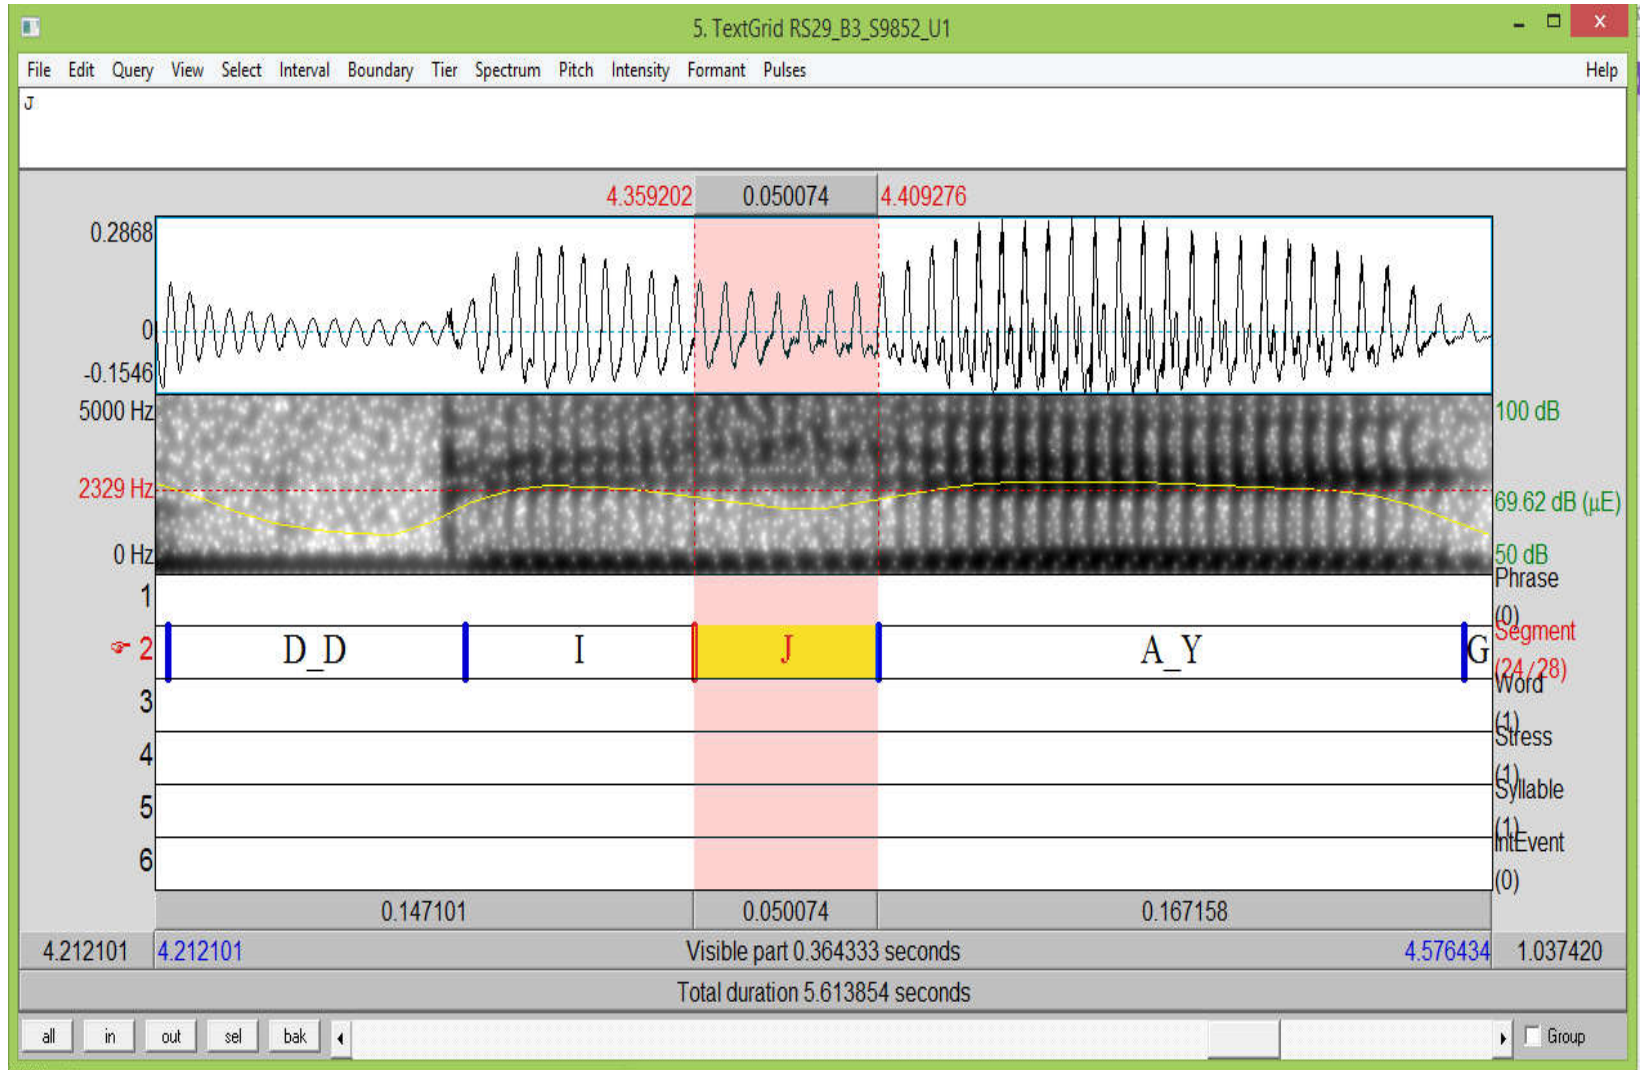 5. TextGrid RS29_B3_S9852_U1
File Edit Query View Select Interval Boundary Tier Spectrum Pitch Intensity Formant Pulses Help
J
4.359202 0.050074 4.409276
0.2868
0
-0.1546
5000 Hz 100 dB
2329 Hz 69.62 dB (µE)
0 Hz 50 dB
1 Phrase
(0)
2 D_D I J A_Y G Segment
(24/28)
3 Word
(1)
4 Stress
(1)
5 Syllable
(1)
6 IntEvent
(0)
0.147101 0.050074 0.167158
4.212101 4.212101 Visible part 0.364333 seconds 4.576434 1.037420
Total duration 5.613854 seconds
all in out sel bak Group